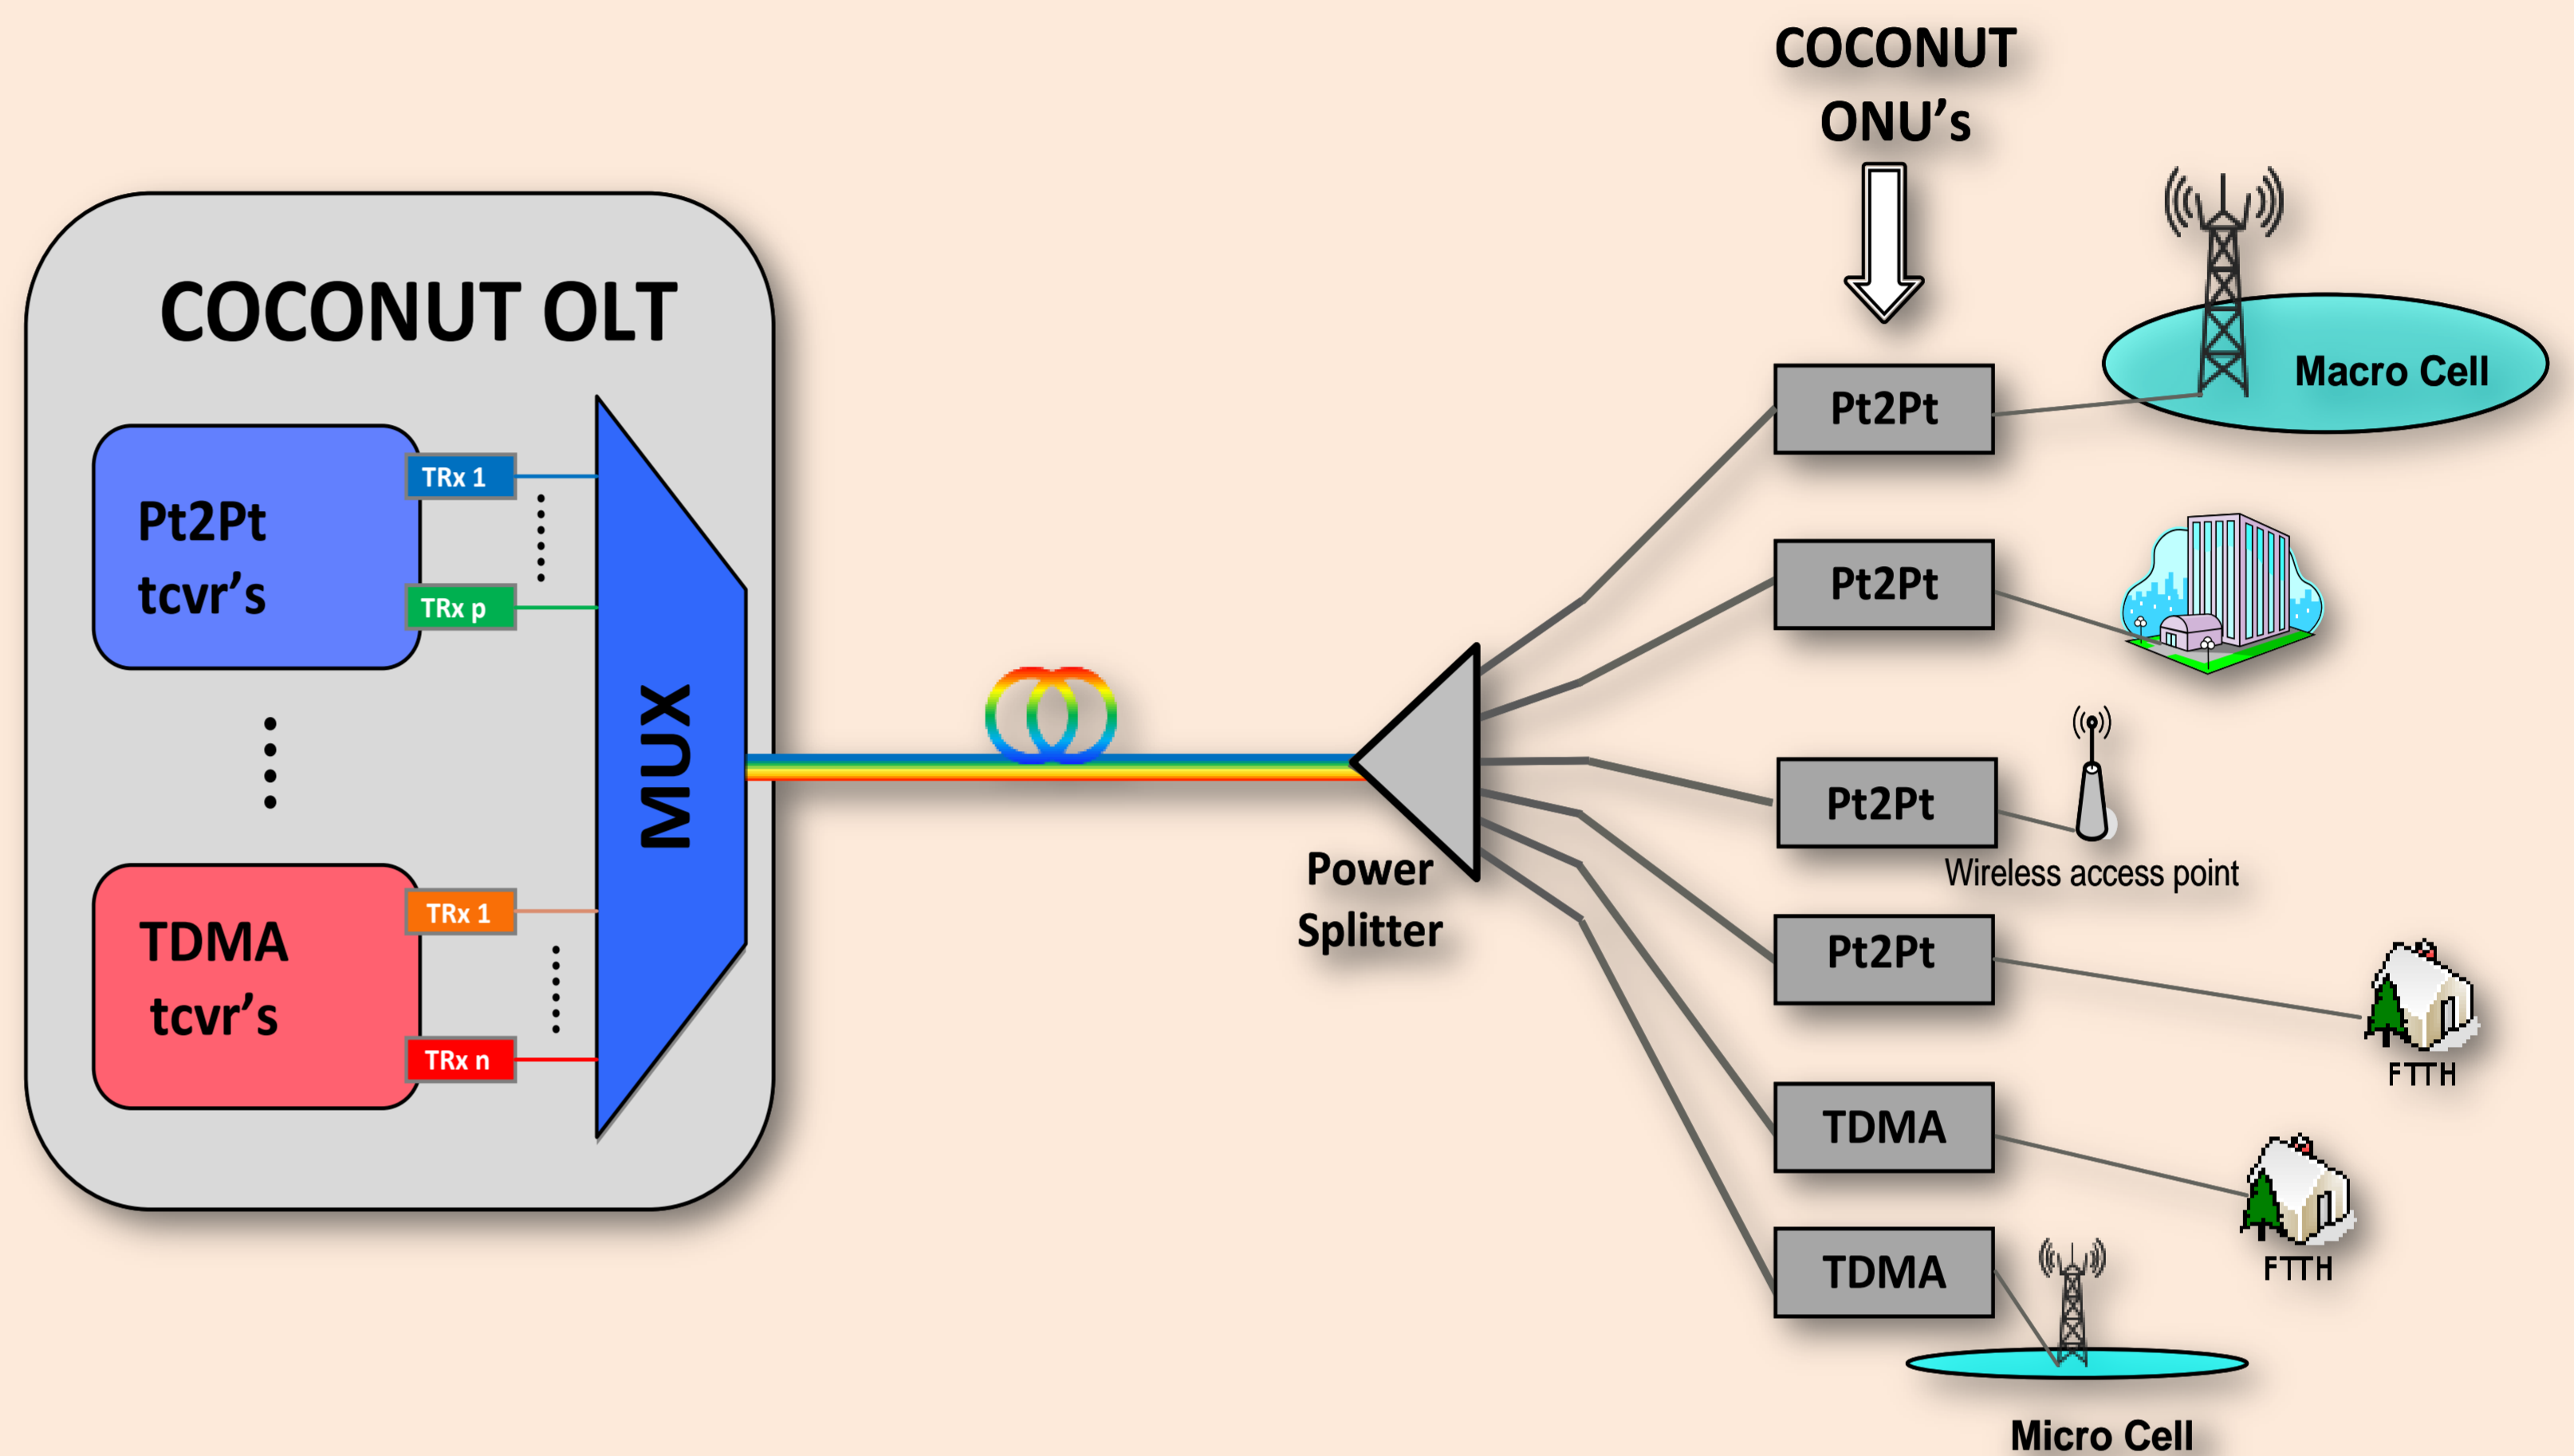 COCONUT
ONU's
COCONUT OLT
Pt2Pt
tcvr's
TRx 1
TRx p
MUX
TDMA
tcvr's
TRx 1
TRx n
Power
Splitter
Pt2Pt
Macro Cell
Pt2Pt
Pt2Pt
Wireless access point
Pt2Pt
FTTH
TDMA
FTTH
TDMA
Micro Cell